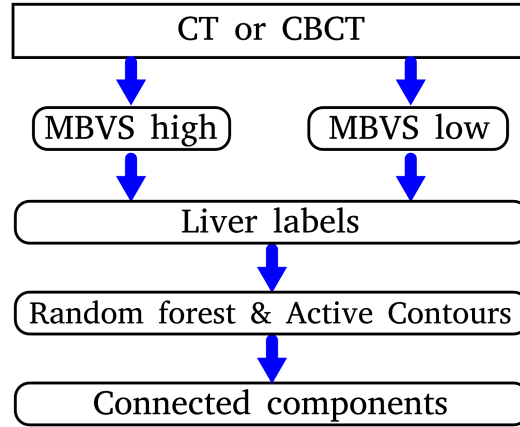 CT or CBCT
MBVS high
MBVS low
Liver labels
Random forest & Active Contours
Connected components